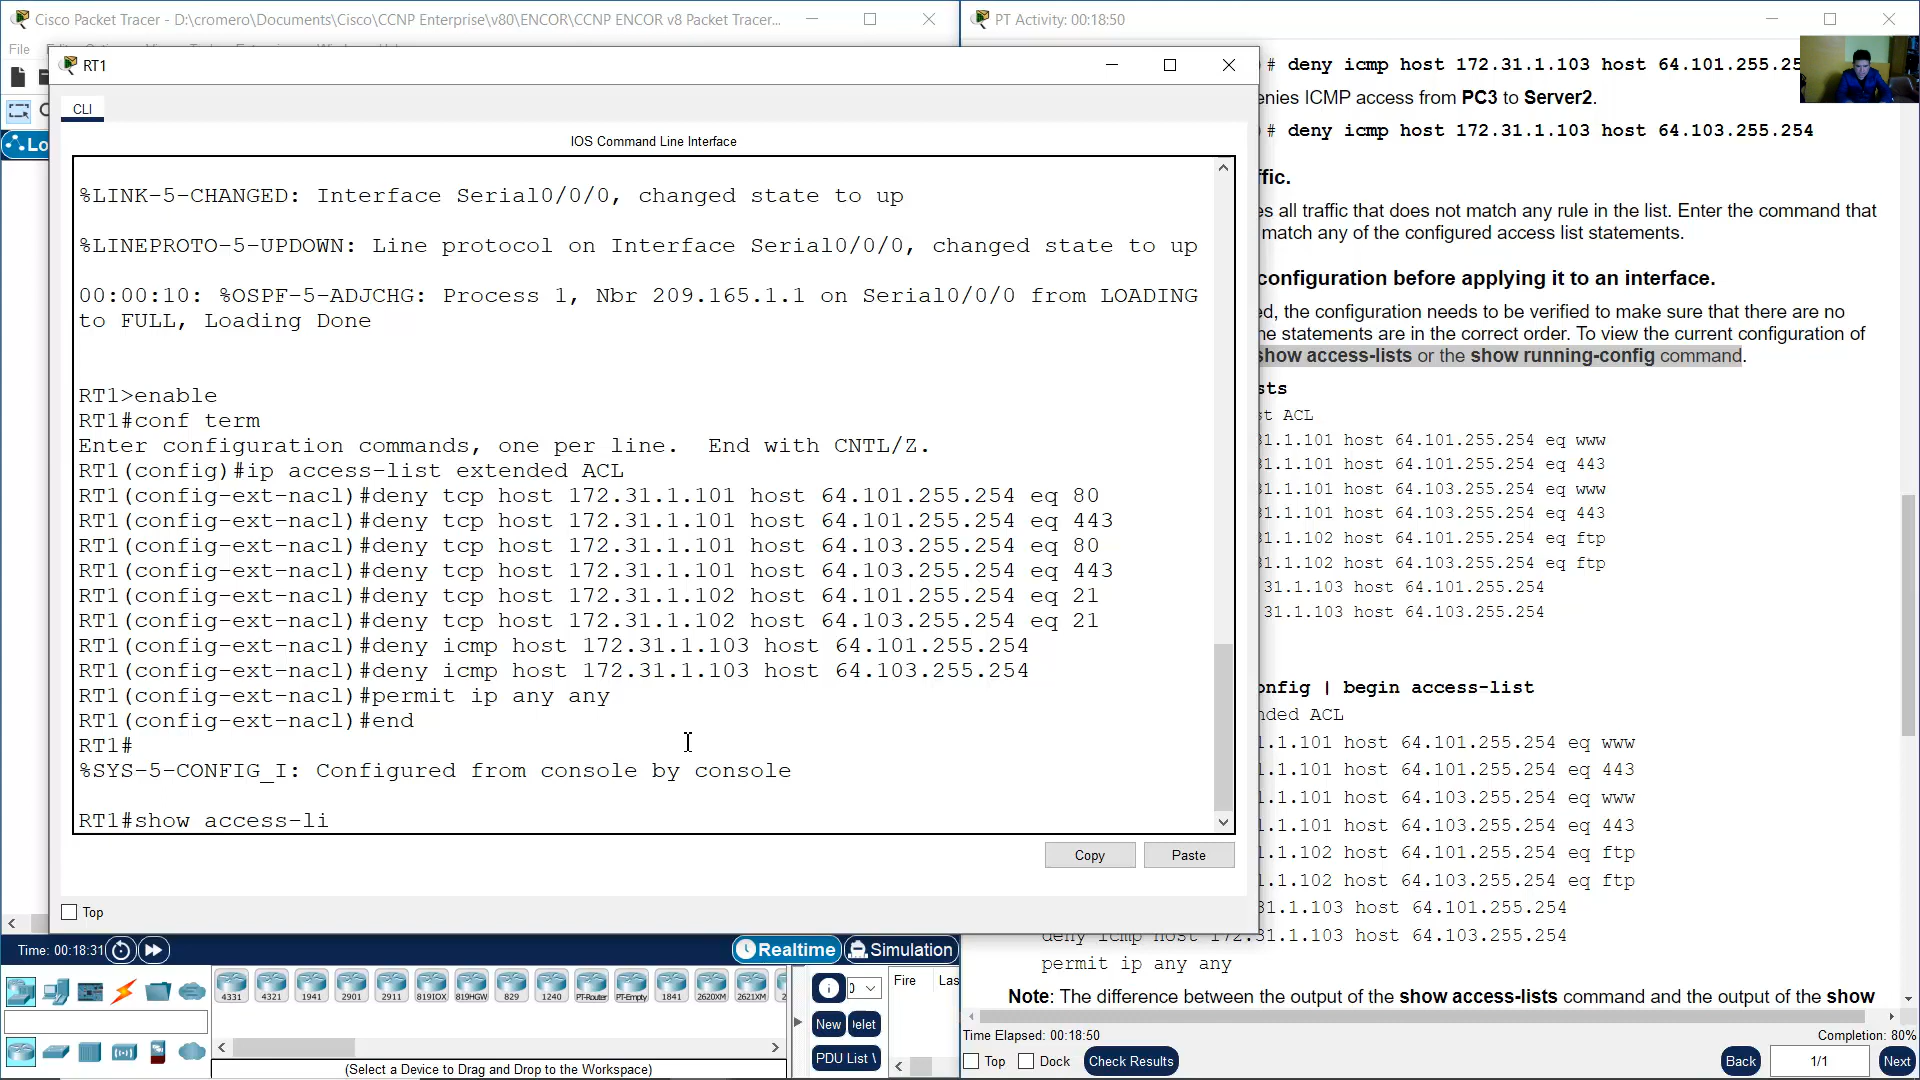 Cisco Packet Tracer - D:\cromero\Documents\Cisco\CCNP Enterprise\v80\ENCOR\CCNP ENCOR v8 Packet Tracer...
File
RT1
CLI
IOS Command Line Interface
%LINK-5-CHANGED: Interface Serial0/0/0, changed state to up
%LINEPROTO-5-UPDOWN: Line protocol on Interface Serial0/0/0, changed state to up
00:00:10: %OSPF-5-ADJCHG: Process 1, Nbr 209.165.1.1 on Serial0/0/0 from LOADING
to FULL, Loading Done
RT1>enable
RT1#conf term
Enter configuration commands, one per line.  End with CNTL/Z.
RT1(config)#ip access-list extended ACL
RT1(config-ext-nacl)#deny tcp host 172.31.1.101 host 64.101.255.254 eq 80
RT1(config-ext-nacl)#deny tcp host 172.31.1.101 host 64.101.255.254 eq 443
RT1(config-ext-nacl)#deny tcp host 172.31.1.101 host 64.103.255.254 eq 80
RT1(config-ext-nacl)#deny tcp host 172.31.1.101 host 64.103.255.254 eq 443
RT1(config-ext-nacl)#deny tcp host 172.31.1.102 host 64.101.255.254 eq 21
RT1(config-ext-nacl)#deny tcp host 172.31.1.102 host 64.103.255.254 eq 21
RT1(config-ext-nacl)#deny icmp host 172.31.1.103 host 64.101.255.254
RT1(config-ext-nacl)#deny icmp host 172.31.1.103 host 64.103.255.254
RT1(config-ext-nacl)#permit ip any any
RT1(config-ext-nacl)#end
RT1#
%SYS-5-CONFIG_I: Configured from console by console
RT1#show access-li
Copy
Paste
Top
Time: 00:18:31
Realtime
Simulation
4331
4321
1941
2901
2911
819IOX
819HGW
829
1240
PT-Router
PT-Empty
1841
2620XM
2621XM
(Select a Device to Drag and Drop to the Workspace)
0
New
elet
PDU List
Fire
Las
PT Activity: 00:18:50
# deny icmp host 172.31.1.103 host 64.101.255.25
enies ICMP access from PC3 to Server2.
# deny icmp host 172.31.1.103 host 64.103.255.254
ffic.
es all traffic that does not match any rule in the list. Enter the command that
match any of the configured access list statements.
configuration before applying it to an interface.
ed, the configuration needs to be verified to make sure that there are no
he statements are in the correct order. To view the current configuration of
show access-lists or the show running-config command.
sts
st ACL
31.1.101 host 64.101.255.254 eq www
31.1.101 host 64.101.255.254 eq 443
31.1.101 host 64.103.255.254 eq www
31.1.101 host 64.103.255.254 eq 443
31.1.102 host 64.101.255.254 eq ftp
31.1.102 host 64.103.255.254 eq ftp
31.1.103 host 64.101.255.254
31.1.103 host 64.103.255.254
onfig | begin access-list
nded ACL
1.1.101 host 64.101.255.254 eq www
1.1.101 host 64.101.255.254 eq 443
1.1.101 host 64.103.255.254 eq www
1.1.101 host 64.103.255.254 eq 443
1.1.102 host 64.101.255.254 eq ftp
1.1.102 host 64.103.255.254 eq ftp
31.1.103 host 64.101.255.254
deny icmp host 172.31.1.103 host 64.103.255.254
permit ip any any
Note: The difference between the output of the show access-lists command and the output of the show
Time Elapsed: 00:18:50
Completion: 80%
Top
Dock
Check Results
Back
1/1
Next